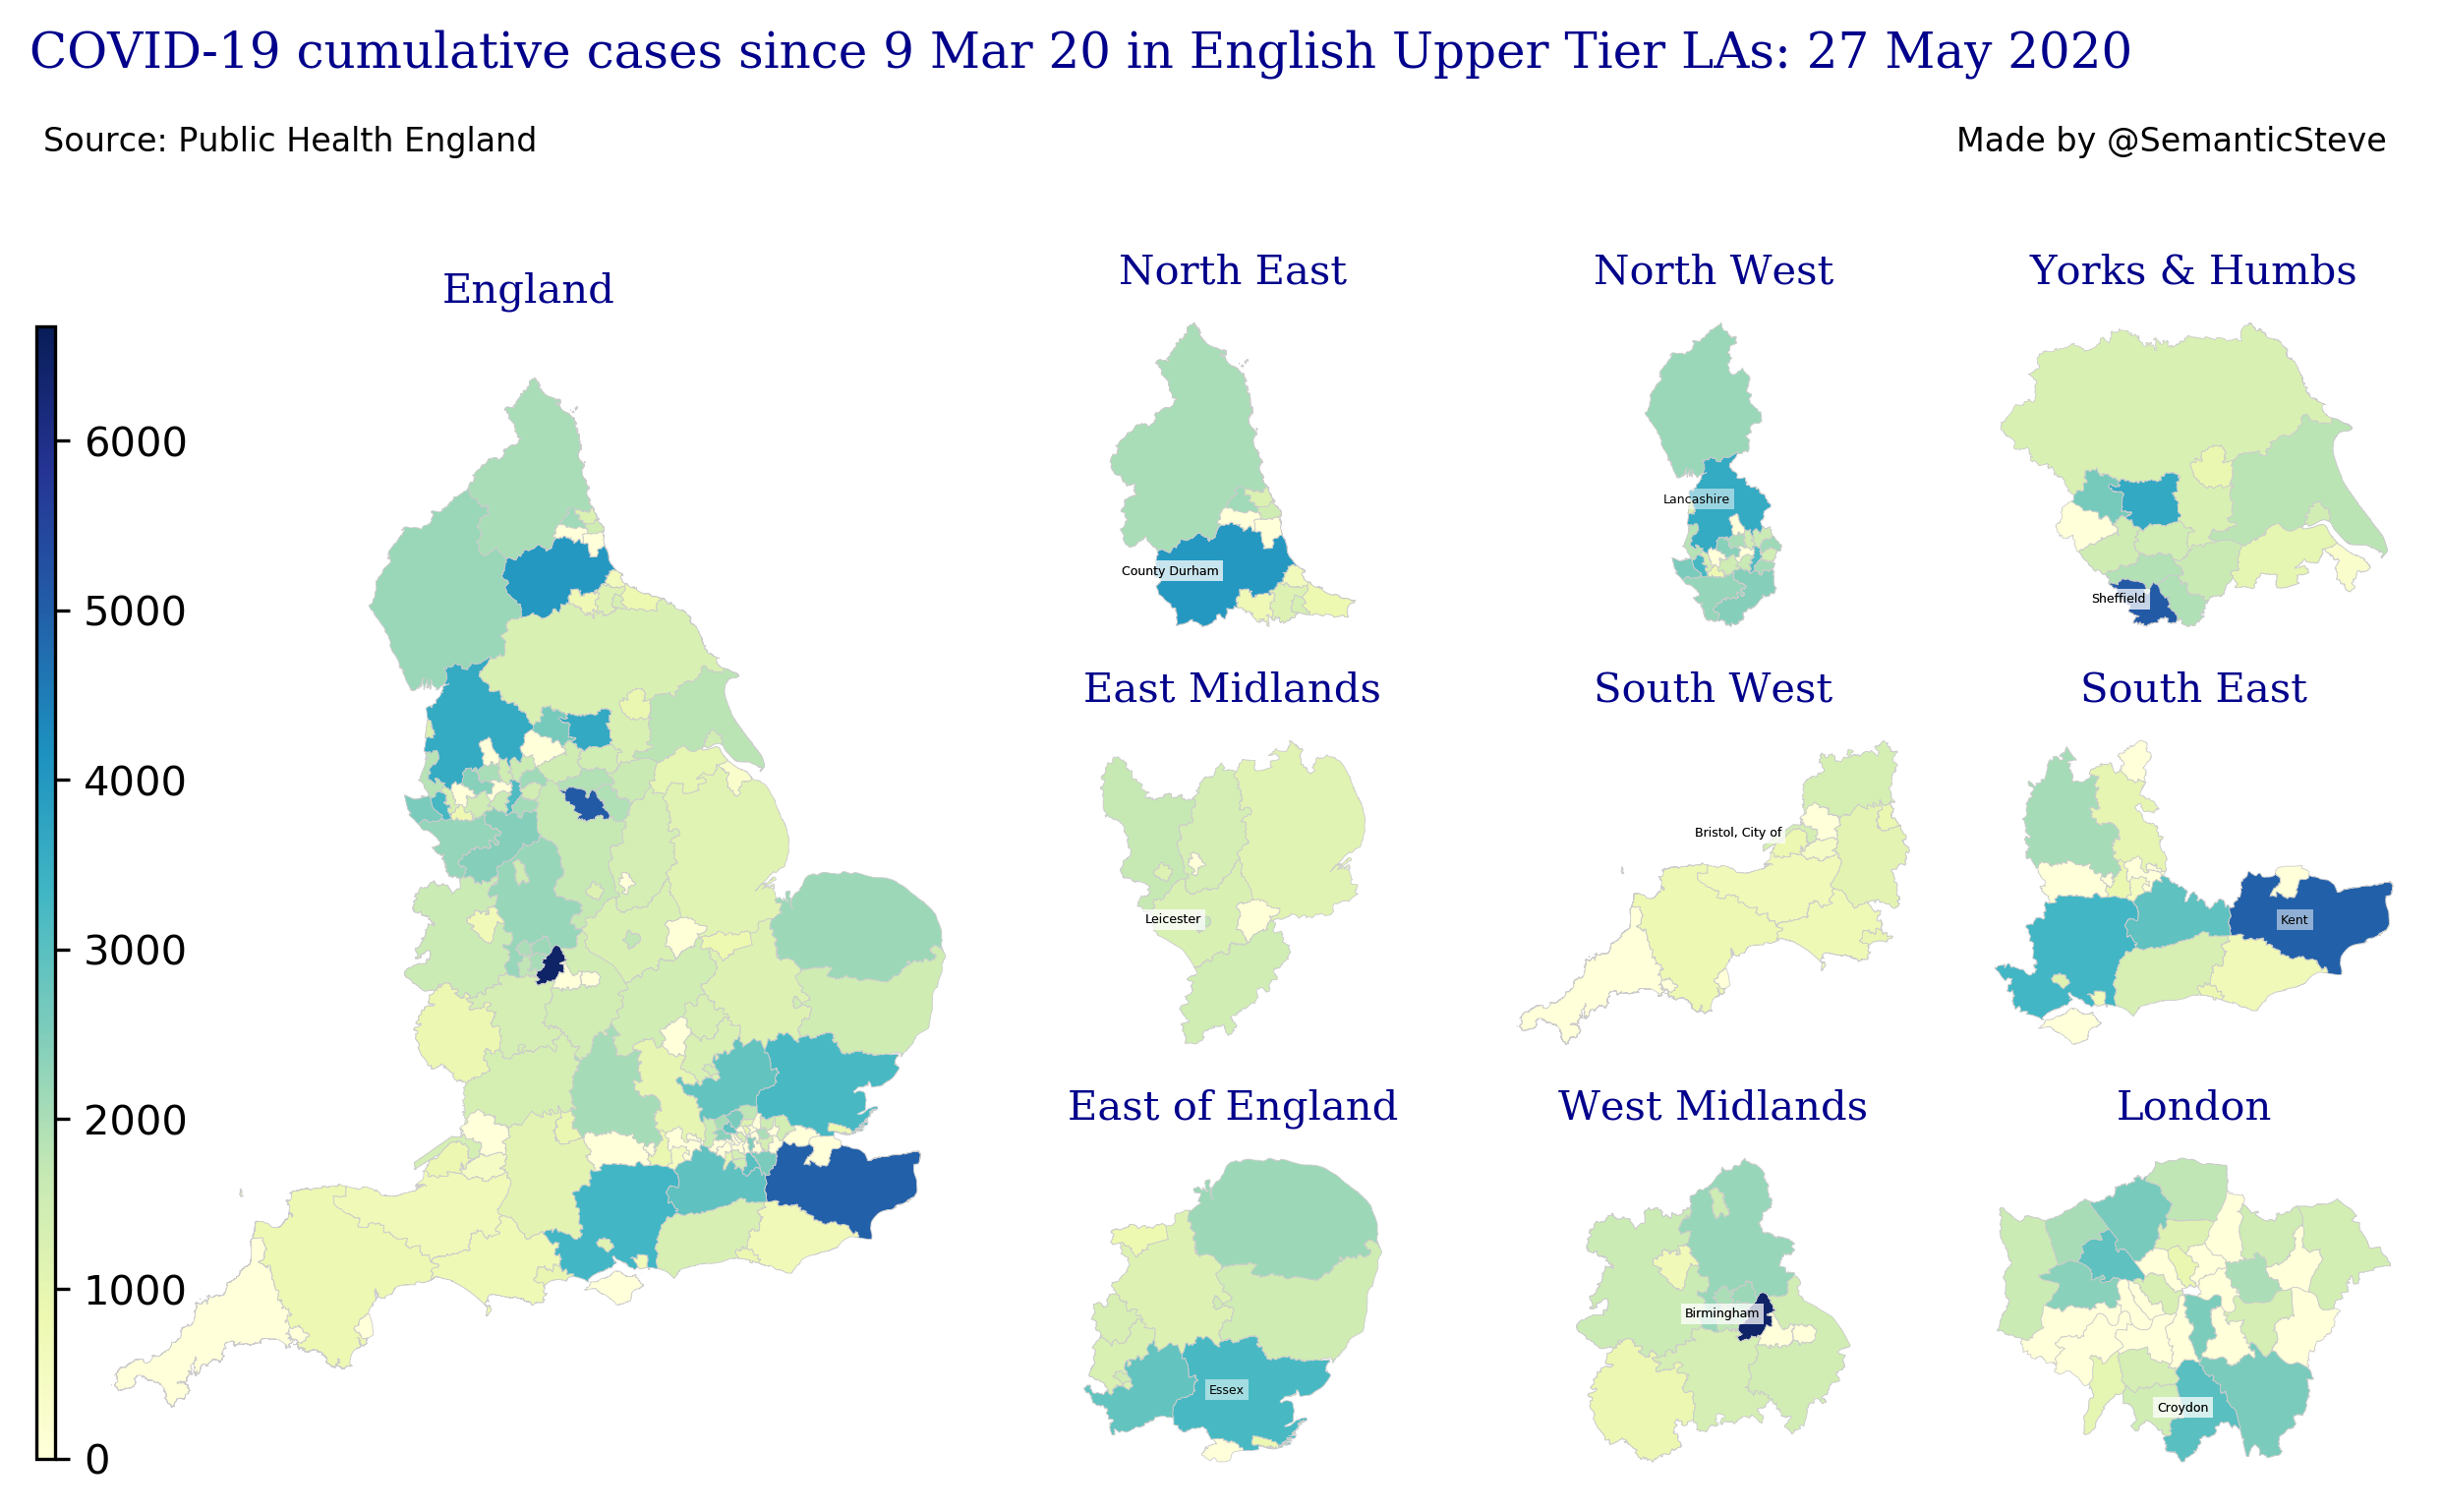 COVID-19 cumulative cases since 9 Mar 20 in English Upper Tier LAs: 27 May 2020
Source: Public Health England
Made by @SemanticSteve
England
North East
North West
Yorks & Humbs
6000
5000
4000
3000
2000
1000
0
County Durham
Lancashire
Sheffield
East Midlands
South West
South East
Leicester
Bristol, City of
Kent
East of England
West Midlands
London
Essex
Birmingham
Croydon